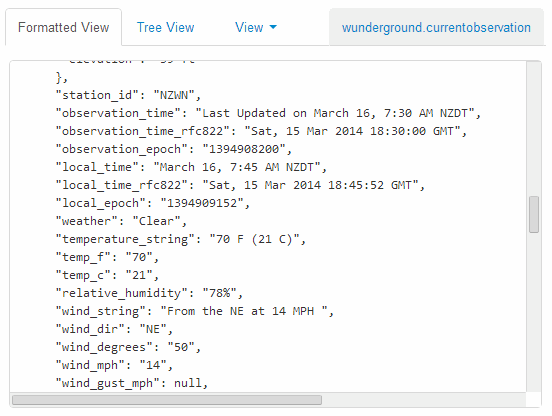 Formatted View
Tree View
View
wunderground.currentobservation
},
"station_id": "NZWN",
"observation_time": "Last Updated on March 16, 7:30 AM NZDT",
"observation_time_rfc822": "Sat, 15 Mar 2014 18:30:00 GMT",
"observation_epoch": "1394908200",
"local_time": "March 16, 7:45 AM NZDT",
"local_time_rfc822": "Sat, 15 Mar 2014 18:45:52 GMT",
"local_epoch": "1394909152",
"weather": "Clear",
"temperature_string": "70 F (21 C)",
"temp_f": "70",
"temp_c": "21",
"relative_humidity": "78%",
"wind_string": "From the NE at 14 MPH ",
"wind_dir": "NE",
"wind_degrees": "50",
"wind_mph": "14",
"wind_gust_mph": null,